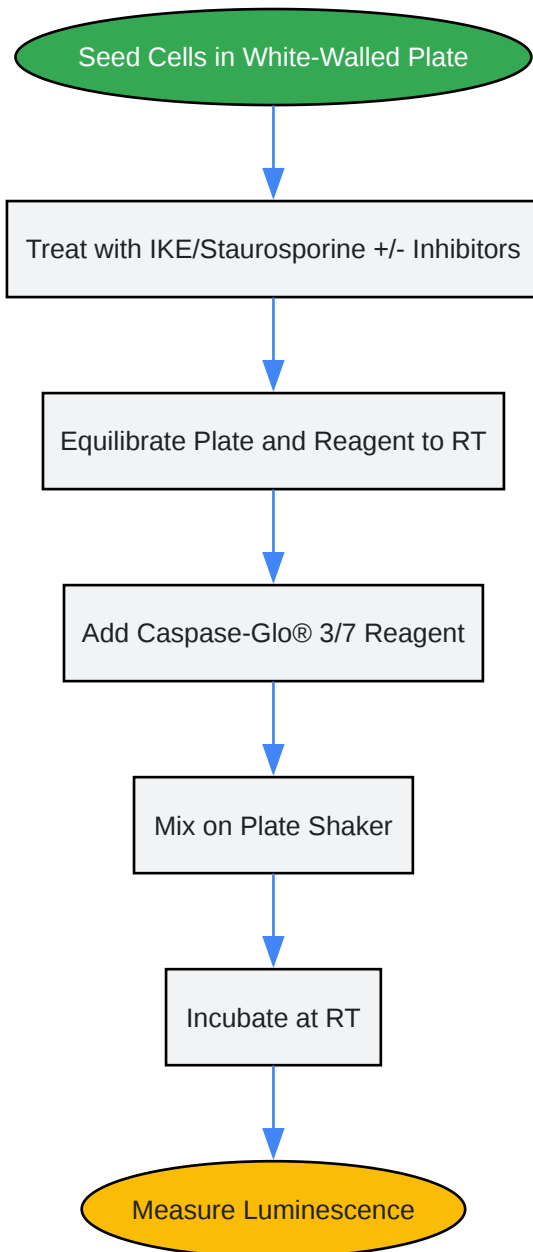 Seed Cells in White-Walled Plate
Treat with IKE/Staurosporine +/- Inhibitors
Equilibrate Plate and Reagent to RT
Add Caspase-Glo® 3/7 Reagent
Mix on Plate Shaker
Incubate at RT
Measure Luminescence